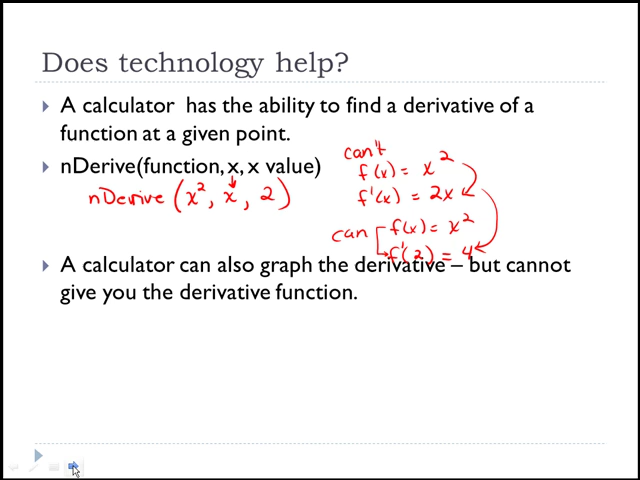 Does technology help?
A calculator has the ability to find a derivative of a
function at a given point.
nDerive(function, x, x value)
nDerive (x², x, 2)
can't
f(x) = x²
f'(x) = 2x
can f(x) = x²
f'(2) = 4
A calculator can also graph the derivative – but cannot
give you the derivative function.